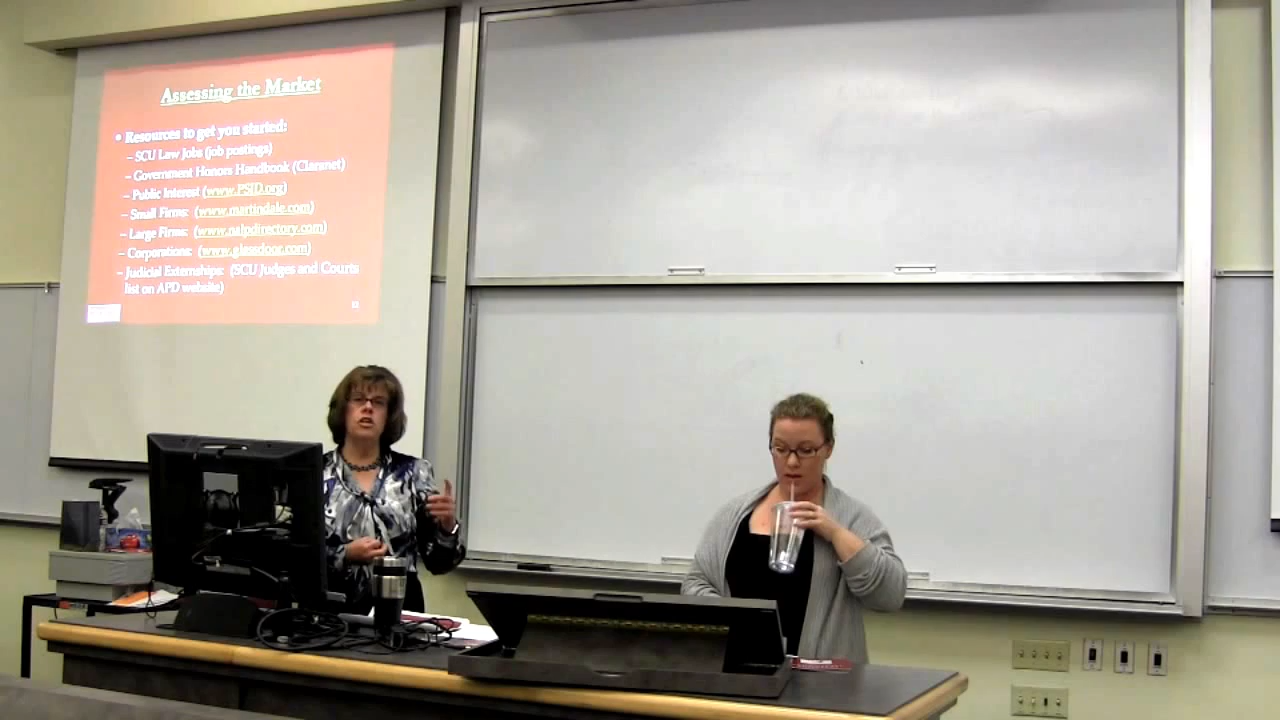 Assessing the Market
• Resources to get you started:
– SCU Law Jobs (job postings)
– Government Honors Handbook (Claranet)
– Public Interest (www.PSJD.org)
– Small Firms: (www.martindale.com)
– Large Firms: (www.nalpdirectory.com)
– Corporations: (www.glassdoor.com)
– Judicial Externships: (SCU Judges and Courts
list on APD website)